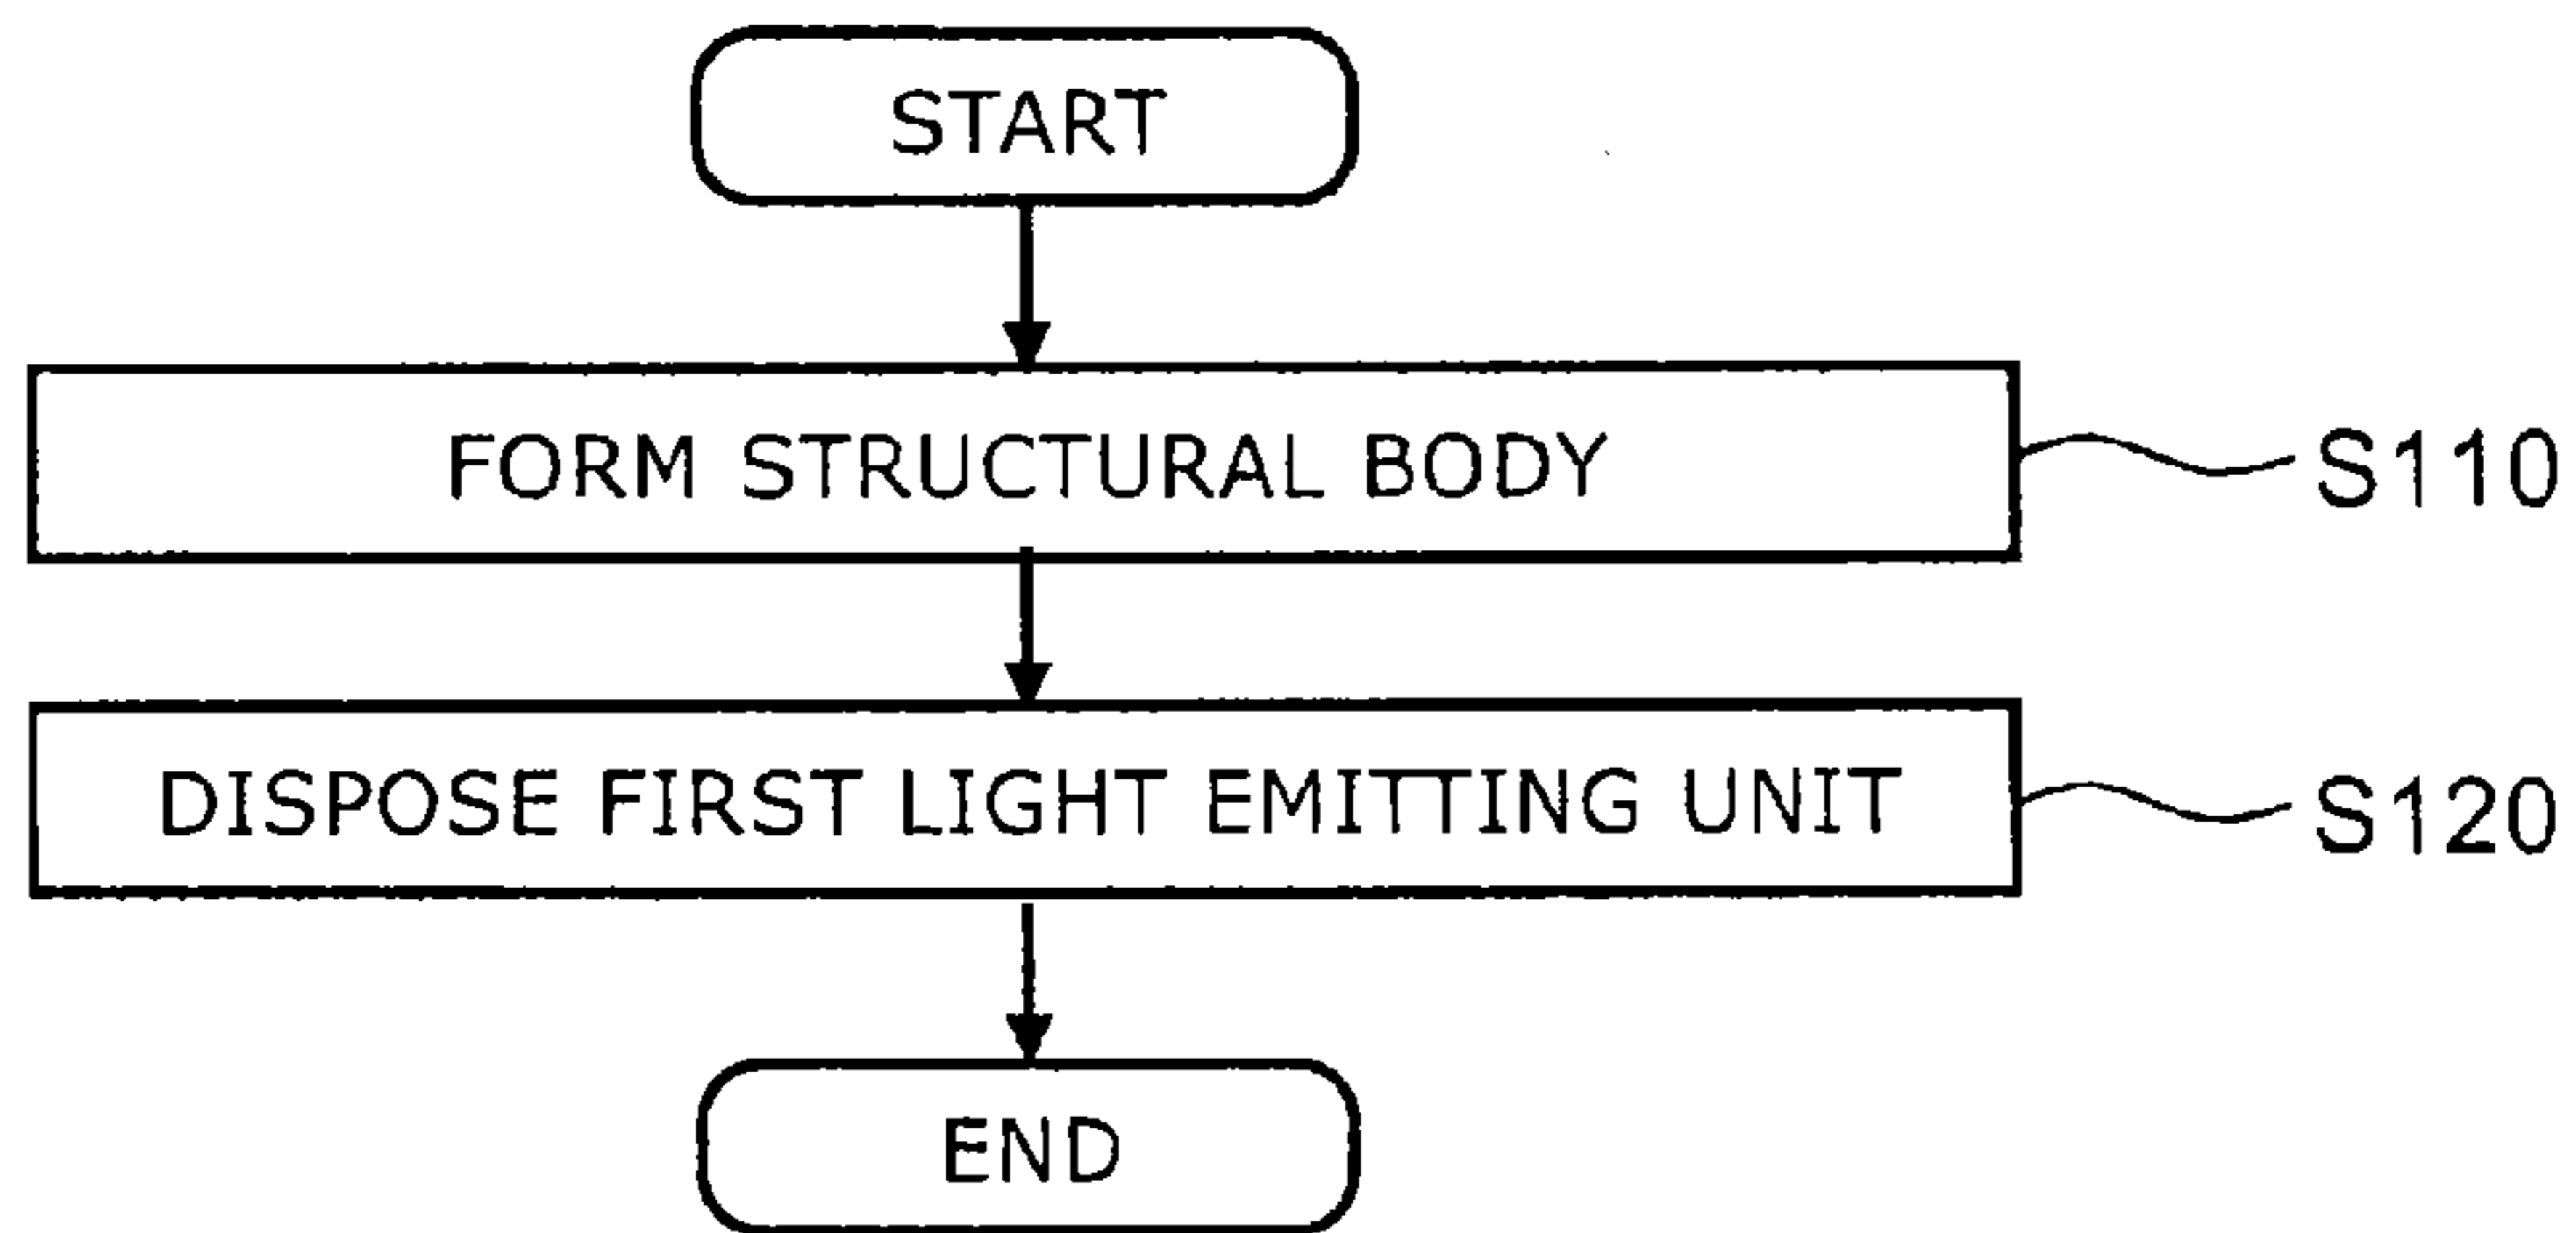 START
FORM STRUCTURAL BODY
S110
DISPOSE FIRST LIGHT EMITTING UNIT
S120
END